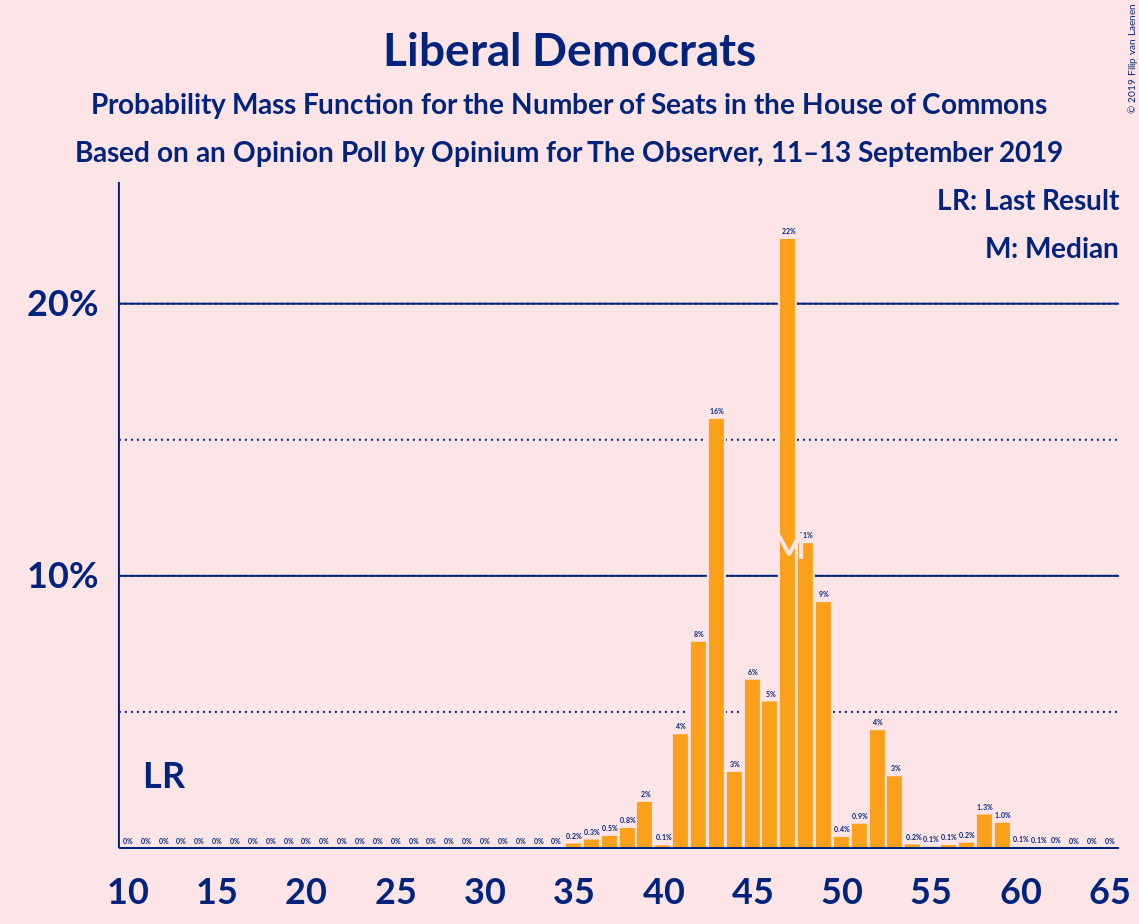 Liberal Democrats
Probability Mass Function for the Number of Seats in the House of Commons
Based on an Opinion Poll by Opinium for The Observer, 11–13 September 2019
© 2019 Filip van Laenen
LR: Last Result
M: Median
20%
10%
LR
M
0% 0% 0% 0% 0% 0% 0% 0% 0% 0% 0% 0% 0% 0% 0% 0% 0% 0% 0% 0% 0% 0% 0% 0% 0% 0.2% 0.3% 0.5% 0.8% 2% 0.1% 4% 8% 16% 3% 6% 5% 22% 9% 0.4% 0.9% 4% 3% 0.2% 0.1% 0.1% 0.2% 1.3% 1.0% 0.1% 0.1% 0% 0% 0% 0%
10 15 20 25 30 35 40 45 50 55 60 65